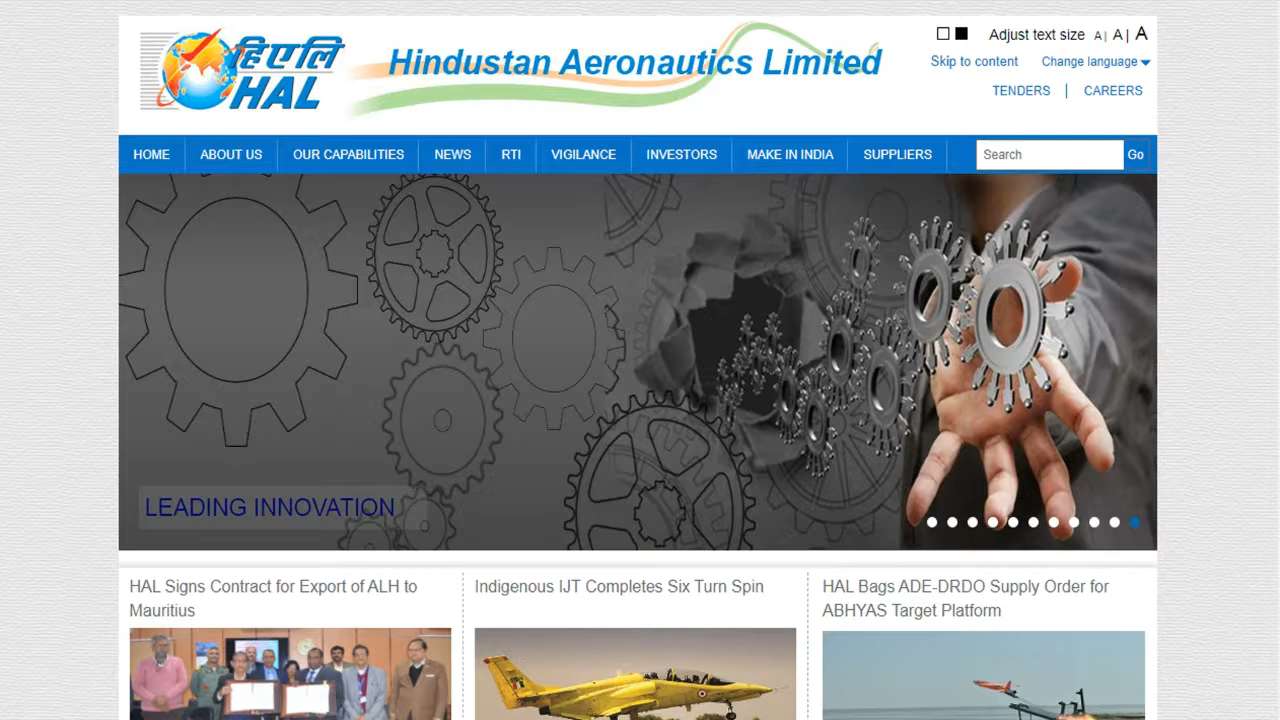 हिएलि
HAL
Hindustan Aeronautics Limited
Adjust text size A | A | A
Skip to content Change language
TENDERS | CAREERS
HOME ABOUT US OUR CAPABILITIES NEWS RTI VIGILANCE INVESTORS MAKE IN INDIA SUPPLIERS Search Go
LEADING INNOVATION
HAL Signs Contract for Export of ALH to
Mauritius
Indigenous IJT Completes Six Turn Spin
HAL Bags ADE-DRDO Supply Order for
ABHYAS Target Platform